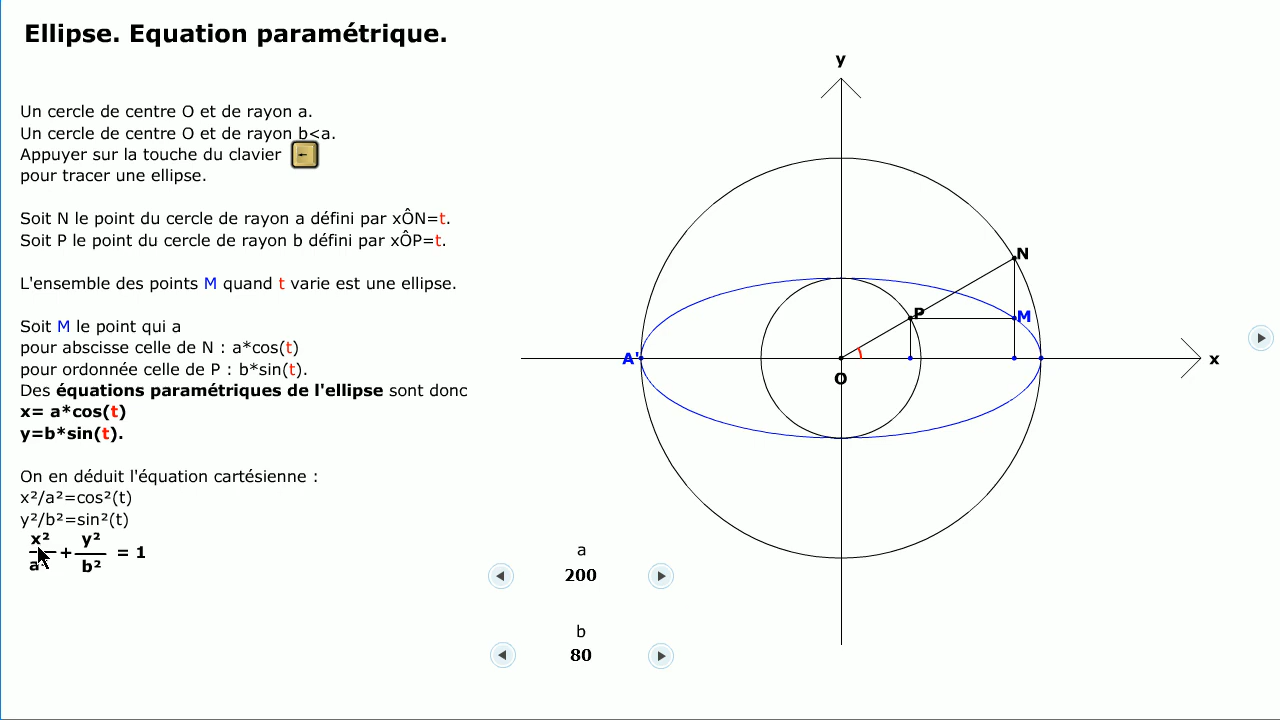 Ellipse. Equation paramétrique.
Un cercle de centre O et de rayon a.
Un cercle de centre O et de rayon b<a.
Appuyer sur la touche du clavier ←
pour tracer une ellipse.
Soit N le point du cercle de rayon a défini par xÔN=t.
Soit P le point du cercle de rayon b défini par xÔP=t.
L'ensemble des points M quand t varie est une ellipse.
Soit M le point qui a
pour abscisse celle de N : a*cos(t)
pour ordonnée celle de P : b*sin(t).
Des équations paramétriques de l'ellipse sont donc
x= a*cos(t)
y=b*sin(t).
On en déduit l'équation cartésienne :
x²/a²=cos²(t)
y²/b²=sin²(t)
x² y²
+ = 1
a b²
a
200
b
80
y
N
P
M
A'
O
x